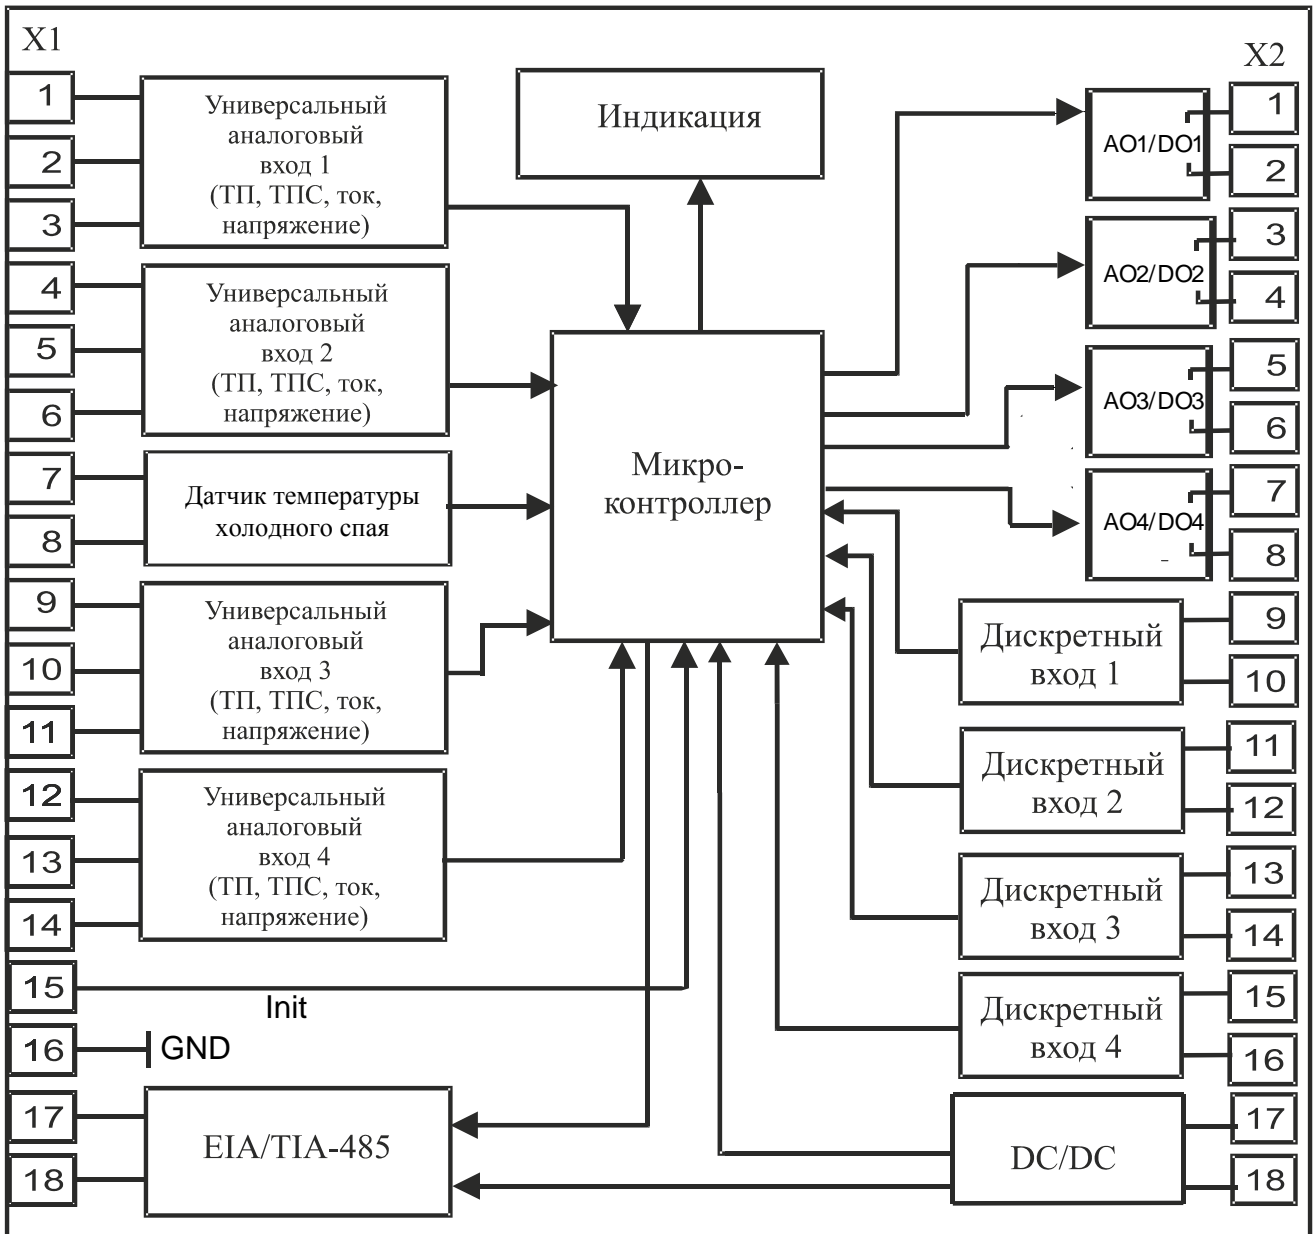 X1
1
2
3
4
5
6
7
8
9
10
11
12
13
14
15
16
17
18
Универсальный
аналоговый
вход 1
(ТП, ТПС, ток,
напряжение)
Универсальный
аналоговый
вход 2
(ТП, ТПС, ток,
напряжение)
Датчик температуры
холодного спая
Универсальный
аналоговый
вход 3
(ТП, ТПС, ток,
напряжение)
Универсальный
аналоговый
вход 4
(ТП, ТПС, ток,
напряжение)
Init
GND
EIA/TIA-485
Индикация
Микро-
контроллер
AO1/DO1
AO2/DO2
AO3/DO3
AO4/DO4
Дискретный
вход 1
Дискретный
вход 2
Дискретный
вход 3
Дискретный
вход 4
DC/DC
X2
1
2
3
4
5
6
7
8
9
10
11
12
13
14
15
16
17
18